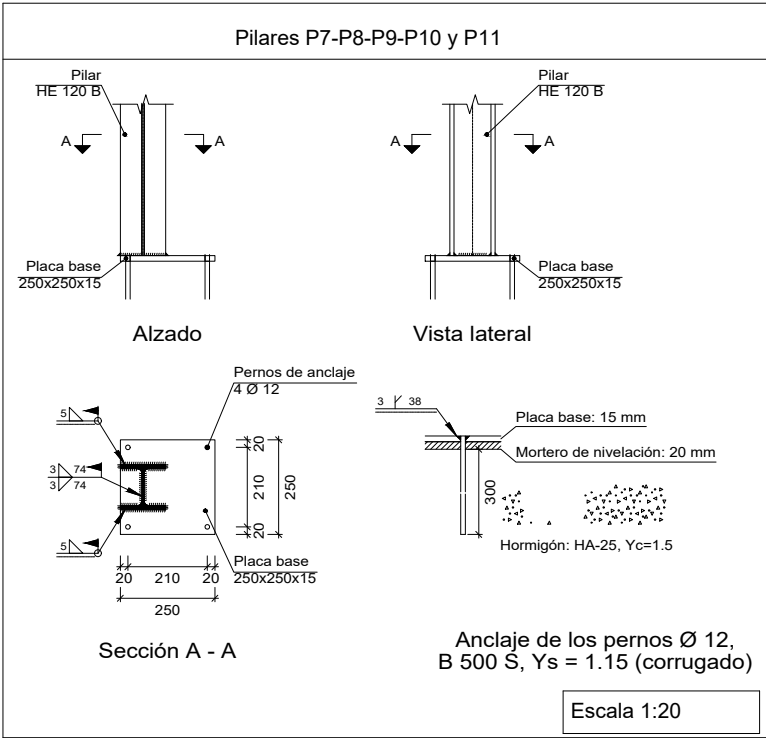 Pilares P7-P8-P9-P10 y P11
Pilar
HE 120 B
A
A
Placa base
250x250x15
Alzado
Pilar
HE 120 B
A
A
Placa base
250x250x15
Vista lateral
Pernos de anclaje
4 Ø 12
5
3
3
74
74
5
20
210
20
250
20
210
20
250
Placa base
250x250x15
Sección A - A
3
38
Placa base: 15 mm
Mortero de nivelación: 20 mm
300
Hormigón: HA-25, Yc=1.5
Anclaje de los pernos Ø 12,
B 500 S, Ys = 1.15 (corrugado)
Escala 1:20